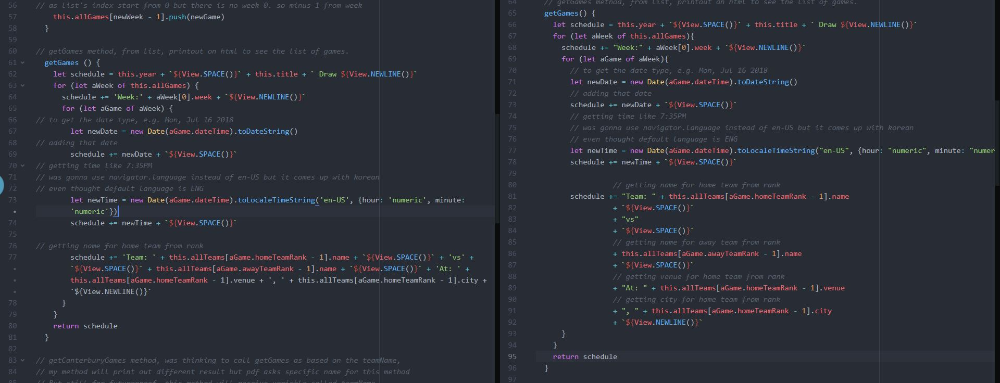 56 // as list's index start from 0 but there is no week 0. so minus 1 from week
57 this.allGames[newWeek - 1].push(newGame)
58 }
59
60 // getGames method, from list, printout on html to see the list of games.
61 getGames () {
62 let schedule = this.year + `${View.SPACE()}` + this.title + ` Draw ${View.NEWLINE()}`
63 for (let aWeek of this.allGames) {
64 schedule += 'Week:' + aWeek[0].week + `${View.NEWLINE()}`
65 for (let aGame of aWeek) {
66 // to get the date type, e.g. Mon, Jul 16 2018
67 let newDate = new Date(aGame.dateTime).toDateString()
68 // adding that date
69 schedule += newDate + `${View.SPACE()}`
70 // getting time like 7:35PM
71 // was gonna use navigator.language instead of en-US but it comes up with korean
72 // even thought default language is ENG
73 let newTime = new Date(aGame.dateTime).toLocaleTimeString('en-US', {hour: 'numeric', minute:
• 'numeric'})
74 schedule += newTime + `${View.SPACE()}`
75
76 // getting name for home team from rank
77 schedule += 'Team: ' + this.allTeams[aGame.homeTeamRank - 1].name + `${View.SPACE()}` + 'vs' +
• `${View.SPACE()}` + this.allTeams[aGame.awayTeamRank - 1].name + `${View.SPACE()}` + 'At: ' +
• this.allTeams[aGame.homeTeamRank - 1].venue + ', ' + this.allTeams[aGame.homeTeamRank - 1].city +
• `${View.NEWLINE()}`
78 }
79 }
80 return schedule
81 }
82
83 // getCanterburyGames method, was thinking to call getGames as based on the teamName,
84 // my method will print out different result but pdf asks specific name for this method
85 // But still for futureproof, this method will receive variable called teamName
64 // getGames method, from list, printout on html to see the list of games.
65 getGames() {
66 let schedule = this.year + `${View.SPACE()}` + this.title + ` Draw ${View.NEWLINE()}`
67 for (let aWeek of this.allGames){
68 schedule += "Week:" + aWeek[0].week + `${View.NEWLINE()}`
69 for (let aGame of aWeek){
70 // to get the date type, e.g. Mon, Jul 16 2018
71 let newDate = new Date(aGame.dateTime).toDateString()
72 // adding that date
73 schedule += newDate + `${View.SPACE()}`
74 // getting time like 7:35PM
75 // was gonna use navigator.language instead of en-US but it comes up with korean
76 // even thought default language is ENG
77 let newTime = new Date(aGame.dateTime).toLocaleTimeString("en-US", {hour: "numeric", minute: "numer
78 schedule += newTime + `${View.SPACE()}`
79
80 // getting name for home team from rank
81 schedule += "Team: " + this.allTeams[aGame.homeTeamRank - 1].name
82 + `${View.SPACE()}`
83 + "vs"
84 + `${View.SPACE()}`
85 // getting name for away team from rank
86 + this.allTeams[aGame.awayTeamRank - 1].name
87 + `${View.SPACE()}`
88 // getting venue for home team from rank
89 + "At: " + this.allTeams[aGame.homeTeamRank - 1].venue
90 // getting city for home team from rank
91 + ", " + this.allTeams[aGame.homeTeamRank - 1].city
92 + `${View.NEWLINE()}`
93 }
94 }
95 return schedule
96 }
97